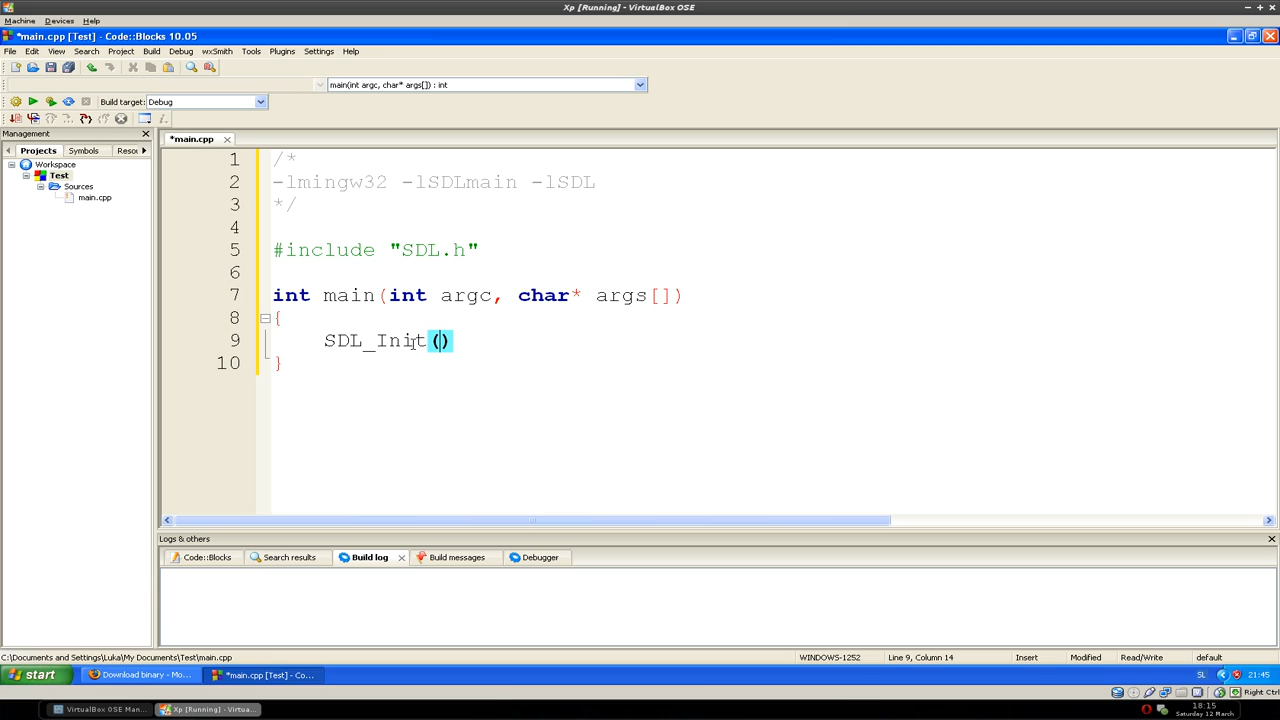 Xp [Running] - VirtualBox OSE
Machine Devices Help
*main.cpp [Test] - Code::Blocks 10.05
File Edit View Search Project Build Debug wxSmith Tools Plugins Settings Help
main(int argc, char* args[]) : int
Build target: Debug
Management
Projects Symbols Resou
*main.cpp
Workspace
Test
Sources
main.cpp
1 /*
2 -lmingw32 -lSDLmain -lSDL
3 */
4
5 #include "SDL.h"
6
7 int main(int argc, char* args[])
8 {
9 SDL_Init()
10 }
Logs & others
Code::Blocks Search results Build log Build messages Debugger
C:\Documents and Settings\Luka\My Documents\Test\main.cpp WINDOWS-1252 Line 9, Column 14 Insert Modified Read/Write default
start Download binary - Mo... *main.cpp [Test] - Co... SL 21:45
Right Ctrl
VirtualBox OSE Man... Xp [Running] - Virtua... 18:15
Saturday 12 March